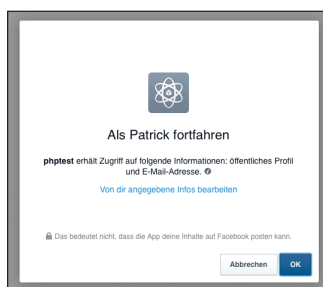 Als Patrick fortfahren
phptest erhält Zugriff auf folgende Informationen: öffentliches Profil
und E-Mail-Adresse.
Von dir angegebene Infos bearbeiten
Das bedeutet nicht, dass die App deine Inhalte auf Facebook posten kann.
Abbrechen OK